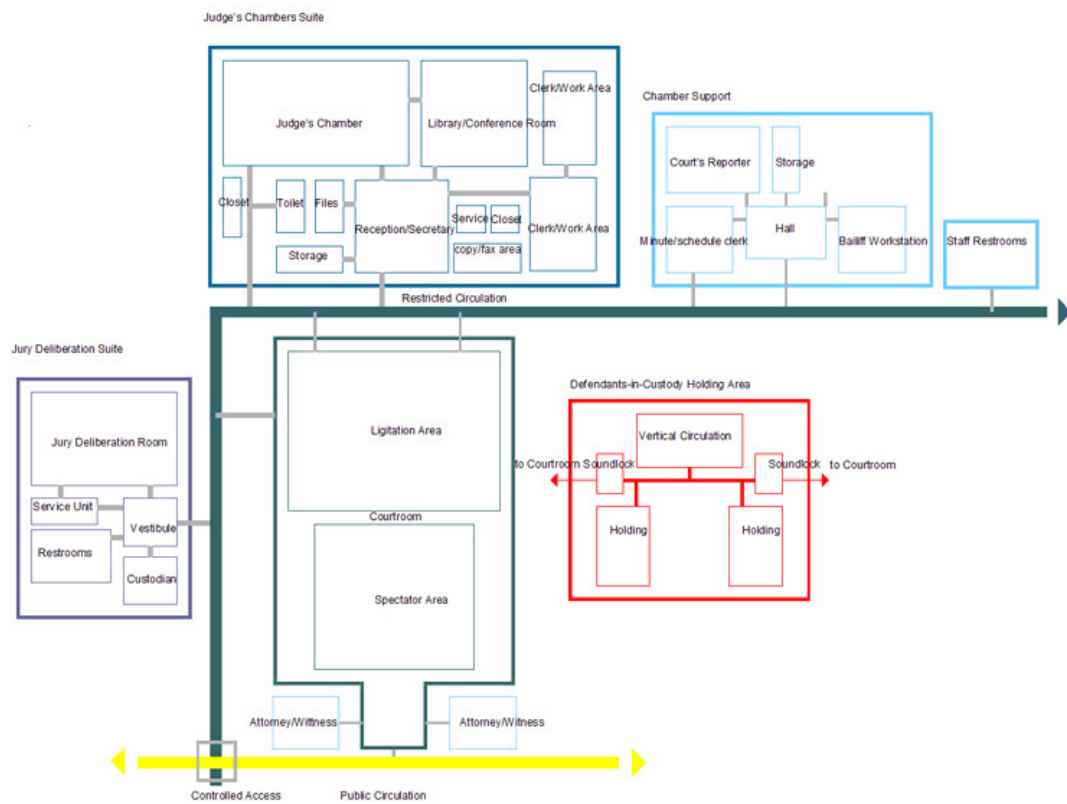 Judge's Chambers Suite
Judge's Chamber
Library/Conference Room
Clerk/Work Area
Closet
Toilet
Files
Reception/Secretary
Service
Closet
Clerk/Work Area
Storage
copy/fax area
Chamber Support
Court's Reporter
Storage
Minute/schedule clerk
Hall
Bailiff Workstation
Staff Restrooms
Restricted Circulation
Jury Deliberation Suite
Jury Deliberation Room
Service Unit
Vestibule
Restrooms
Custodian
Ligitation Area
Courtroom
Spectator Area
Defendants-in-Custody Holding Area
Vertical Circulation
to Courtroom
Soundlock
Soundlock
to Courtroom
Holding
Holding
Attorney/Wittness
Attorney/Witness
Controlled Access
Public Circulation